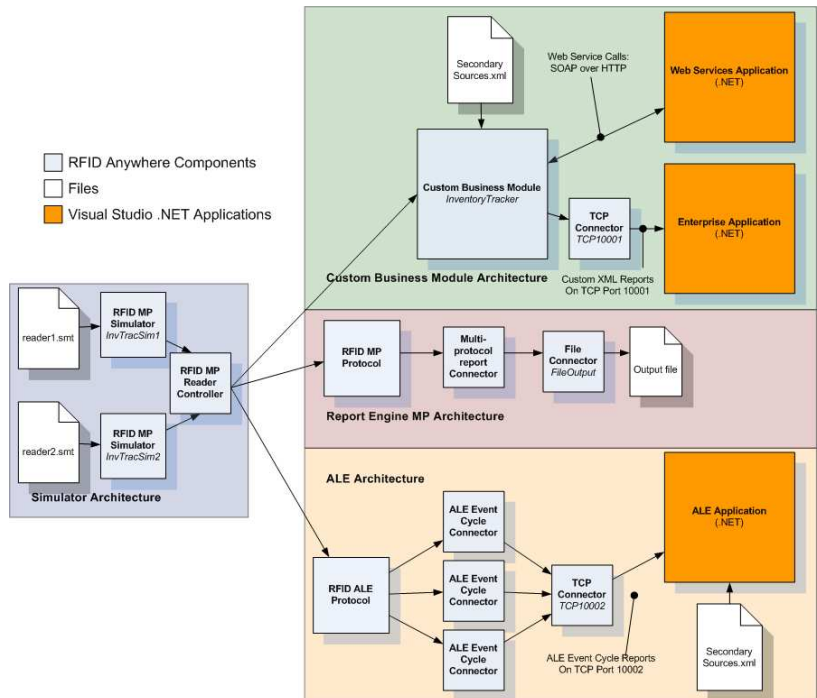 Secondary
Sources.xml
Web Service Calls:
SOAP over HTTP
Web Services Application
(.NET)
RFID Anywhere Components
Files
Visual Studio .NET Applications
Custom Business Module
InventoryTracker
TCP
Connector
TCP10001
Enterprise Application
(.NET)
Custom Business Module Architecture
Custom XML Reports
On TCP Port 10001
reader1.smt
RFID MP
Simulator
InvTracSim1
RFID MP
Reader
Controller
reader2.smt
RFID MP
Simulator
InvTracSim2
Simulator Architecture
RFID MP
Protocol
Multi-
protocol
report
Connector
File
Connector
FileOutput
Output file
Report Engine MP Architecture
ALE Architecture
RFID ALE
Protocol
ALE Event
Cycle
Connector
ALE Event
Cycle
Connector
ALE Event
Cycle
Connector
TCP
Connector
TCP10002
ALE Application
(.NET)
ALE Event Cycle Reports
On TCP Port 10002
Secondary
Sources.xml